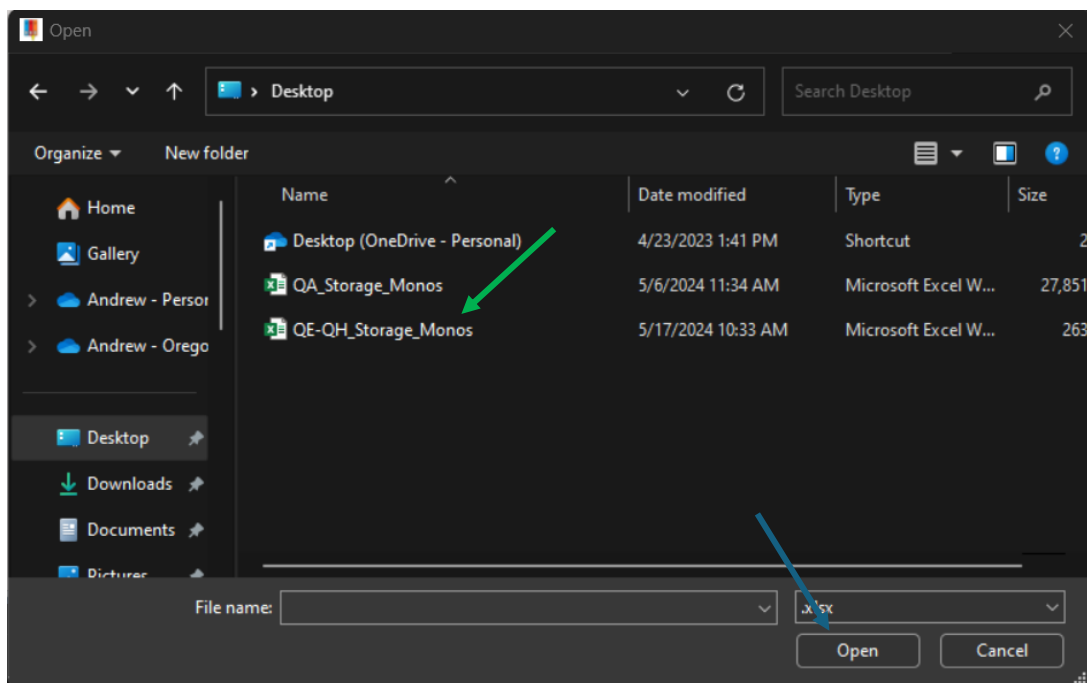 Open
Desktop
Search Desktop
Organize
New folder
Name
Date modified
Type
Size
Home
Gallery
Andrew - Person
Andrew - Orego
Desktop
Downloads
Documents
Pictures
Desktop (OneDrive - Personal)
4/23/2023 1:41 PM
Shortcut
2
QA_Storage_Monos
5/6/2024 11:34 AM
Microsoft Excel W...
27,851
QE-QH_Storage_Monos
5/17/2024 10:33 AM
Microsoft Excel W...
263
File name:
.xlsx
Open
Cancel